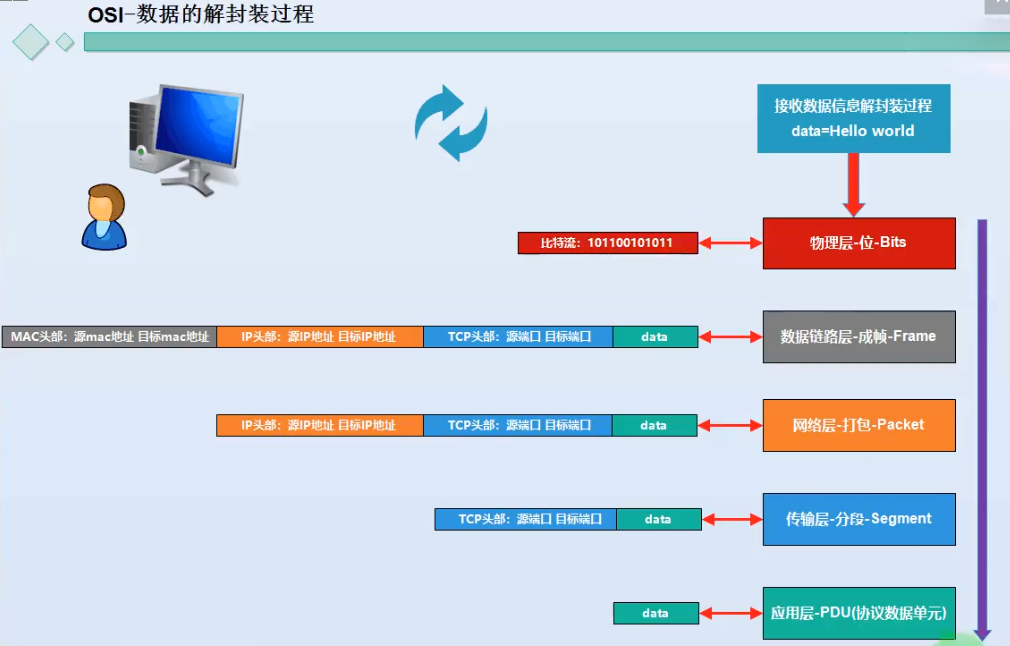 OSI-数据的解封装过程
接收数据信息解封装过程
data=Hello world
比特流：101100101011
物理层-位-Bits
MAC头部：源mac地址 目标mac地址
IP头部：源IP地址 目标IP地址
TCP头部：源端口 目标端口
data
数据链路层-成帧-Frame
IP头部：源IP地址 目标IP地址
TCP头部：源端口 目标端口
data
网络层-打包-Packet
TCP头部：源端口 目标端口
data
传输层-分段-Segment
data
应用层-PDU(协议数据单元)